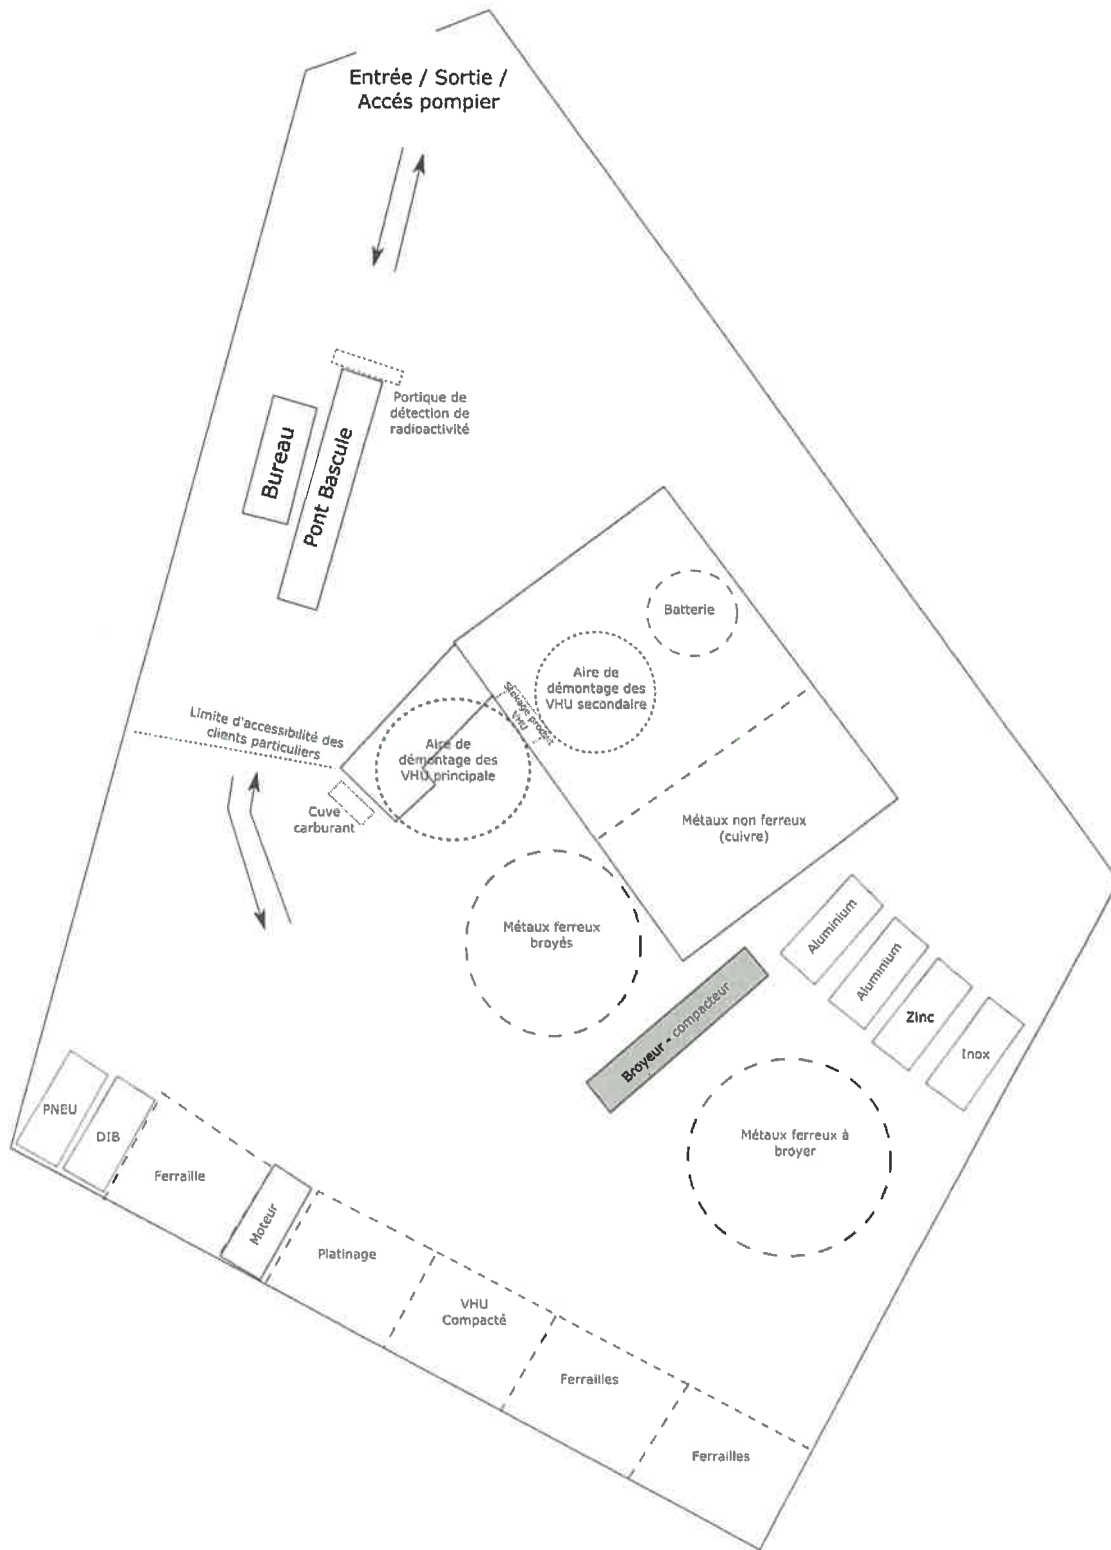 Entrée / Sortie /
Accés pompier
Portique de
détection de
radioactivité
Bureau
Pont Bascule
Batterie
Aire de
démontage des
VHU secondaire
Stokage produit
VHU
Limite d'accessibilité des
clients particuliers
Aire de
démontage des
VHU principale
Cuve
carburant
Métaux non ferreux
(cuivre)
Métaux ferreux
broyés
Aluminium
Aluminium
Zinc
Inox
Broyeur - compacteur
PNEU
DIB
Ferraille
Métaux ferreux à
broyer
Moteur
Platinage
VHU
Compacté
Ferrailles
Ferrailles